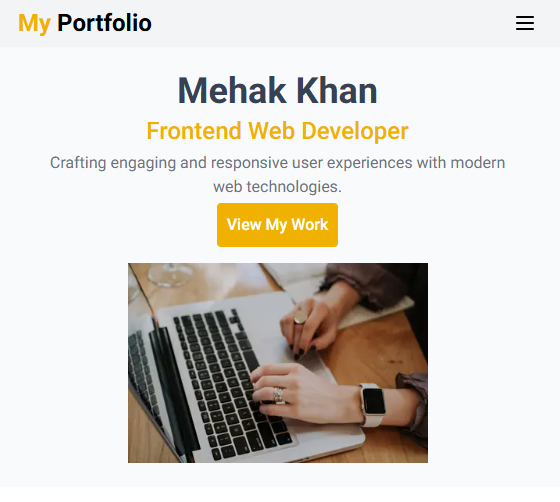 My Portfolio
Mehak Khan
Frontend Web Developer
Crafting engaging and responsive user experiences with modern
web technologies.
View My Work